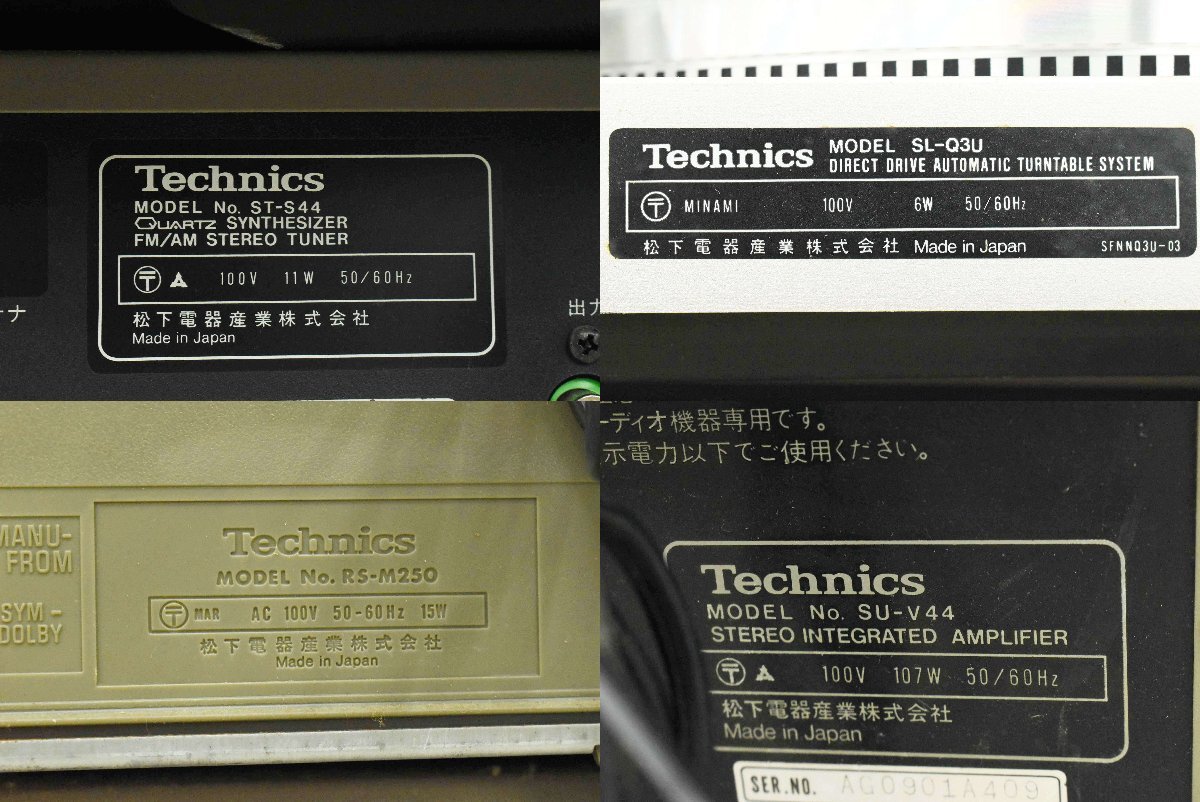 Technics
MODEL No. ST-S44
QUARTZ SYNTHESIZER
FM/AM STEREO TUNER
〒 100V 11W 50/60Hz
松下電器産業株式会社
Made in Japan
ナ
出力
Technics MODEL SL-Q3U
DIRECT DRIVE AUTOMATIC TURNTABLE SYSTEM
〒 MINAMI 100V 6W 50/60Hz
松下電器産業株式会社 Made in Japan SFNNQ3U-03
MANU-
FROM
SYM-
DOLBY
Technics
MODEL No. RS-M250
〒 MAR AC 100V 50-60Hz 15W
松下電器産業株式会社
Made in Japan
ーディオ機器専用です。
示電力以下でご使用ください。
Technics
MODEL No. SU-V44
STEREO INTEGRATED AMPLIFIER
〒 100V 107W 50/60Hz
松下電器産業株式会社
Made in Japan
SER.NO. AG0901A409